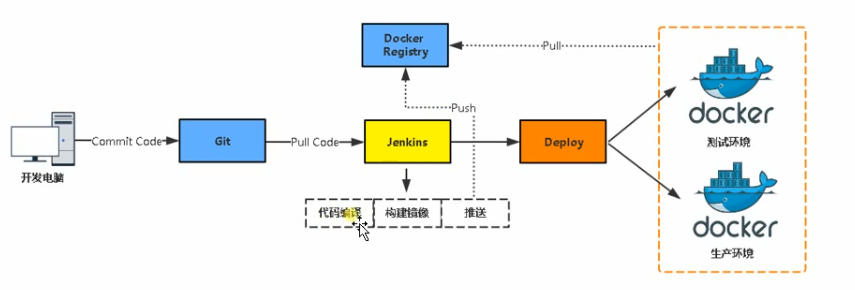 Docker
Registry
Pull
Push
docker
测试环境
Commit Code
Git
Pull Code
Jenkins
Deploy
开发电脑
代码编译
构建镜像
推送
docker
生产环境